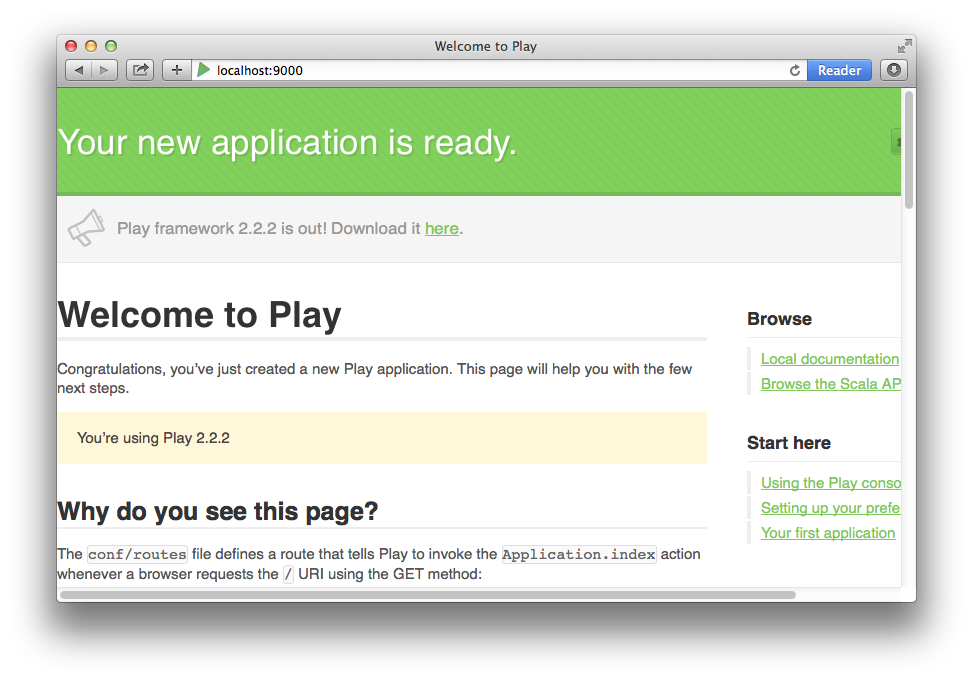 Welcome to Play
localhost:9000
Reader
Your new application is ready.
Play framework 2.2.2 is out! Download it here.
Welcome to Play
Congratulations, you've just created a new Play application. This page will help you with the few
next steps.
You're using Play 2.2.2
Why do you see this page?
The conf/routes file defines a route that tells Play to invoke the Application.index action
whenever a browser requests the / URI using the GET method:
Browse
Local documentation
Browse the Scala AP
Start here
Using the Play conso
Setting up your prefe
Your first application